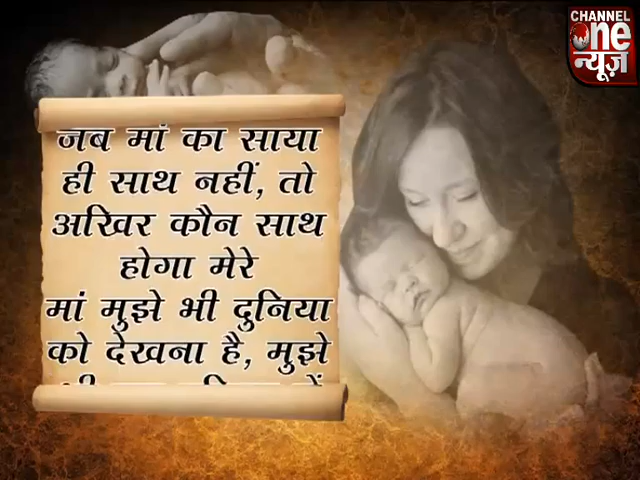 CHANNEL
One
न्यूज़
जब मां का साया
ही साथ नहीं, तो
अखिर कौन साथ
होगा मेरे
मां मुझे भी दुनिया
को देखना है, मुझे